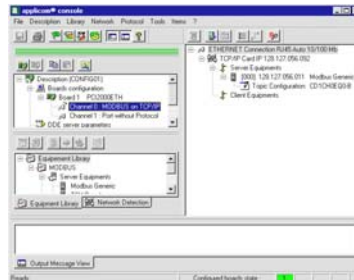 applicom® console
File Description Library Network Protocol Tools Items ?
Description (CONFIG01)
Boards configuration
Board 1 PO2000ETH
Channel 0 : MODBUS on TCP/IP
Channel 1 : Port without Protocol
DDE server parameters
Equipment Library
MODBUS
Server Equipments
Modbus Generic
Equipment Library Network Detection
ETHERNET Connection RJ45 Auto 10/100 Mb
TCP/IP Card IP 128.127.056.092
Server Equipments
[000] 128.127.056.011 Modbus Generic
Topic Configuration
Client Equipments
Output Message View
Ready
Configured boards state : 1